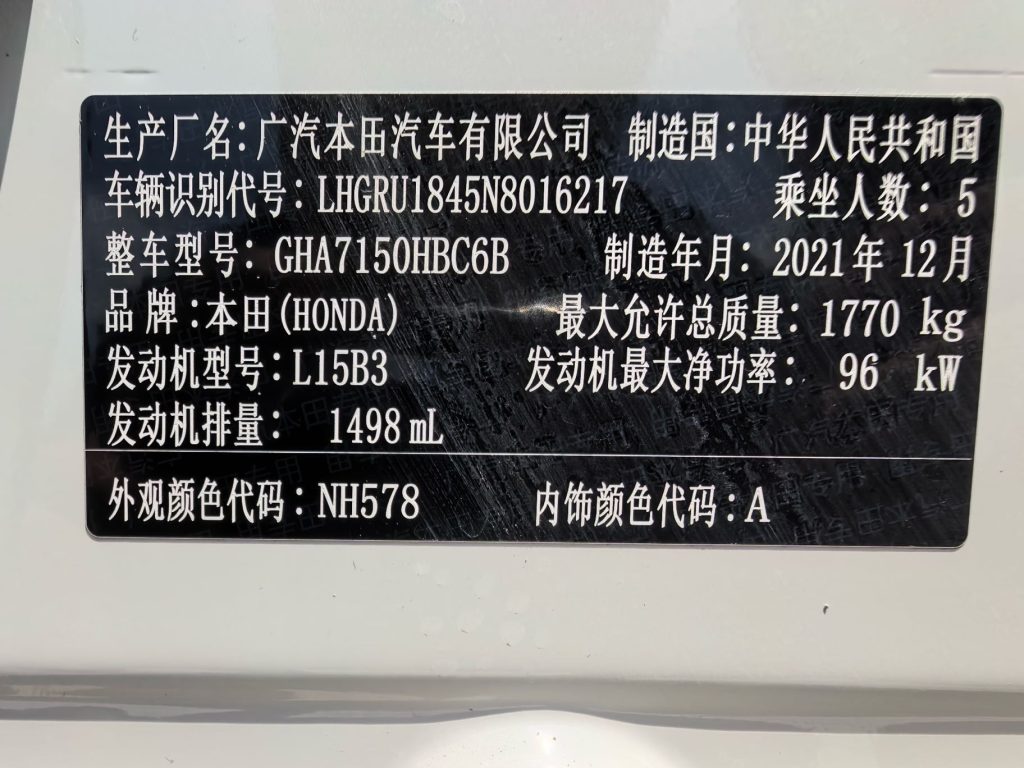 生产厂名:广汽本田汽车有限公司 制造国:中华人民共和国
车辆识别代号:LHGRU1845N8016217 乘坐人数:5
整车型号:GHA7150HBC6B 制造年月:2021年12月
品牌:本田(HONDA) 最大允许总质量:1770 kg
发动机型号:L15B3 发动机最大净功率:96 kW
发动机排量:1498 mL
外观颜色代码:NH578 内饰颜色代码:A